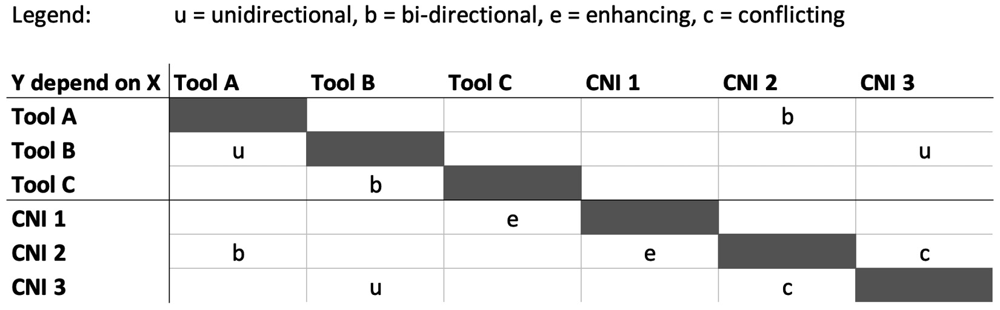 Legend: u = unidirectional, b = bi-directional, e = enhancing, c = conflicting
Y depend on X Tool A Tool B Tool C CNI 1 CNI 2 CNI 3
Tool A b
Tool B u u
Tool C b
CNI 1 e
CNI 2 b e c
CNI 3 u c